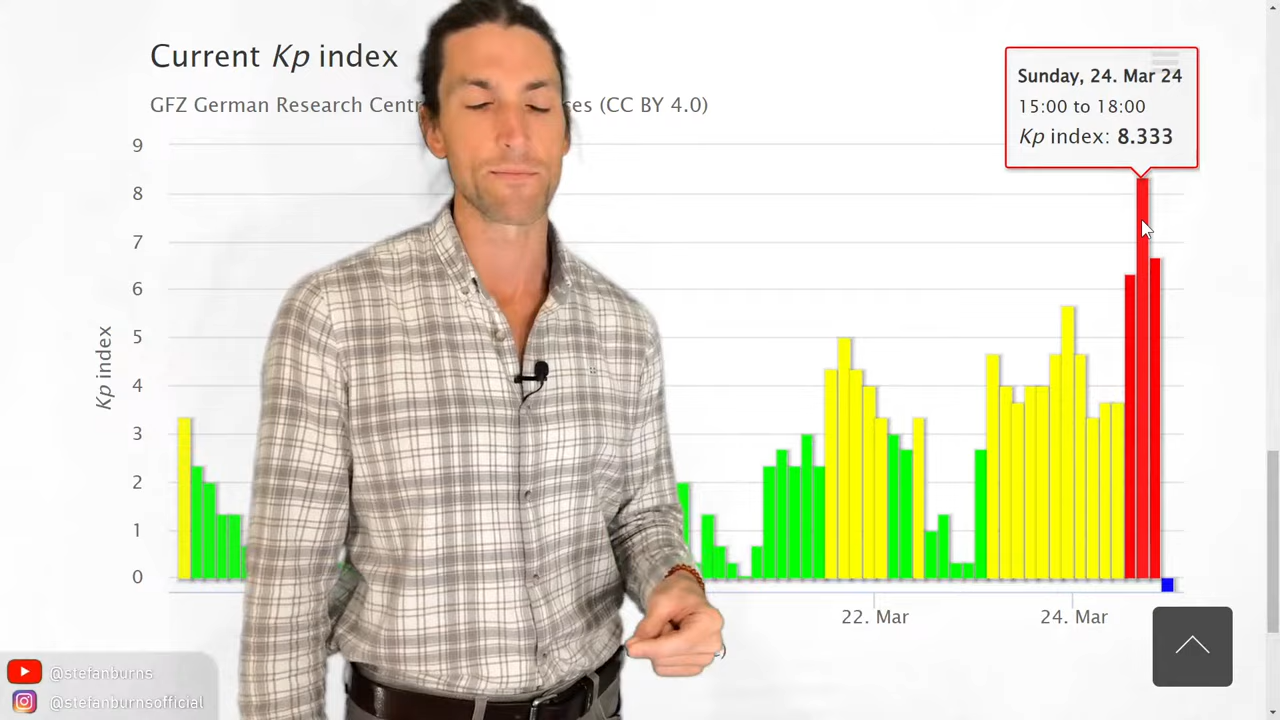 Current Kp index
GFZ German Research Cent ces (CC BY 4.0)
Sunday, 24. Mar 24
15:00 to 18:00
Kp index: 8.333
9
8
7
6
5
4
3
2
1
0
Kp index
22. Mar
24. Mar
@stefanburns
@stefanburnsofficial